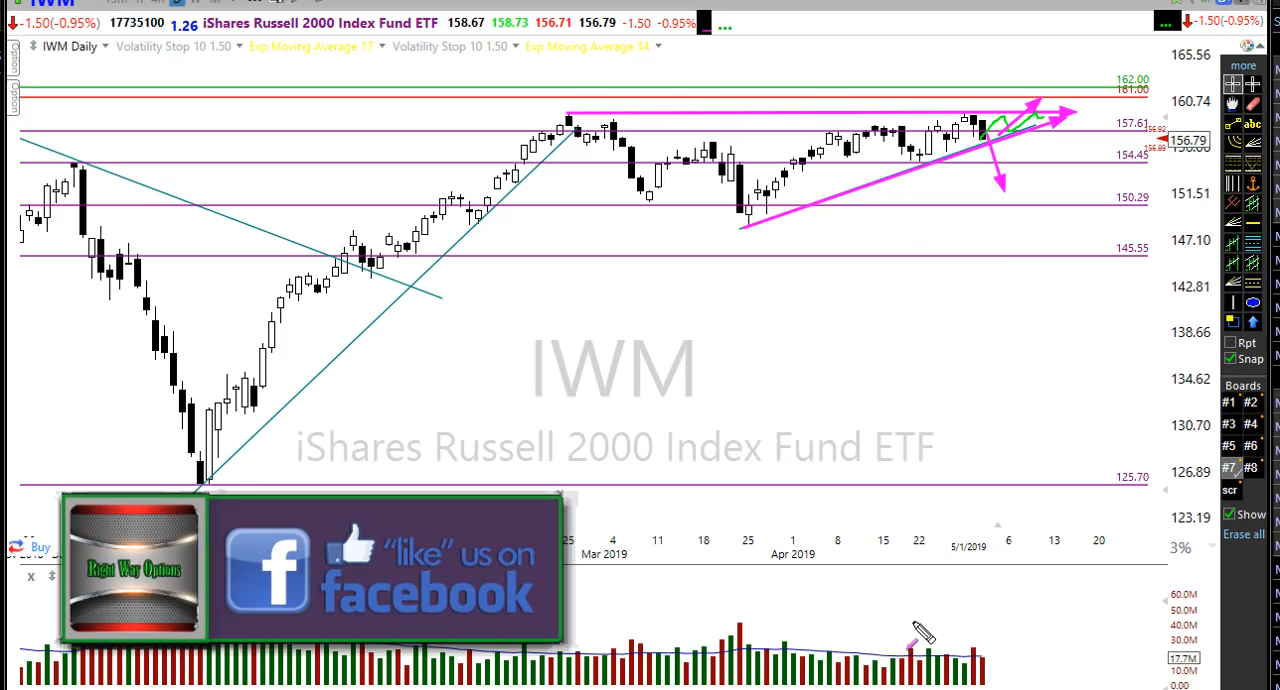 IWM
-1.50(-0.95%) 17735100 1.26 iShares Russell 2000 Index Fund ETF 158.67 158.73 156.71 156.79 -1.50 -0.95% ... ... -1.50(-0.95%)
IWM Daily Volatility Stop 10 1.50 Exp Moving Average 17 Volatility Stop 10 1.50 Exp Moving Average 34
Option
Option
165.56
160.74
156.79
151.51
147.10
142.81
138.66
134.62
130.70
126.89
123.19
3%
162.00
161.00
157.61
156.92
156.89
154.45
150.29
145.55
125.70
IWM
iShares Russell 2000 Index Fund ETF
more
abc
Rpt
Snap
Boards
#1 #2
#3 #4
#5 #6
#7 #8
scr
Show
Erase all
Buy
25 4 11 18 25 1 8 15 22 5/1/2019 6 13 20
Mar 2019 Apr 2019
X
Right Way Options
f
"like" us on
facebook
60.0M
50.0M
40.0M
30.0M
17.7M
10.0M
0.00